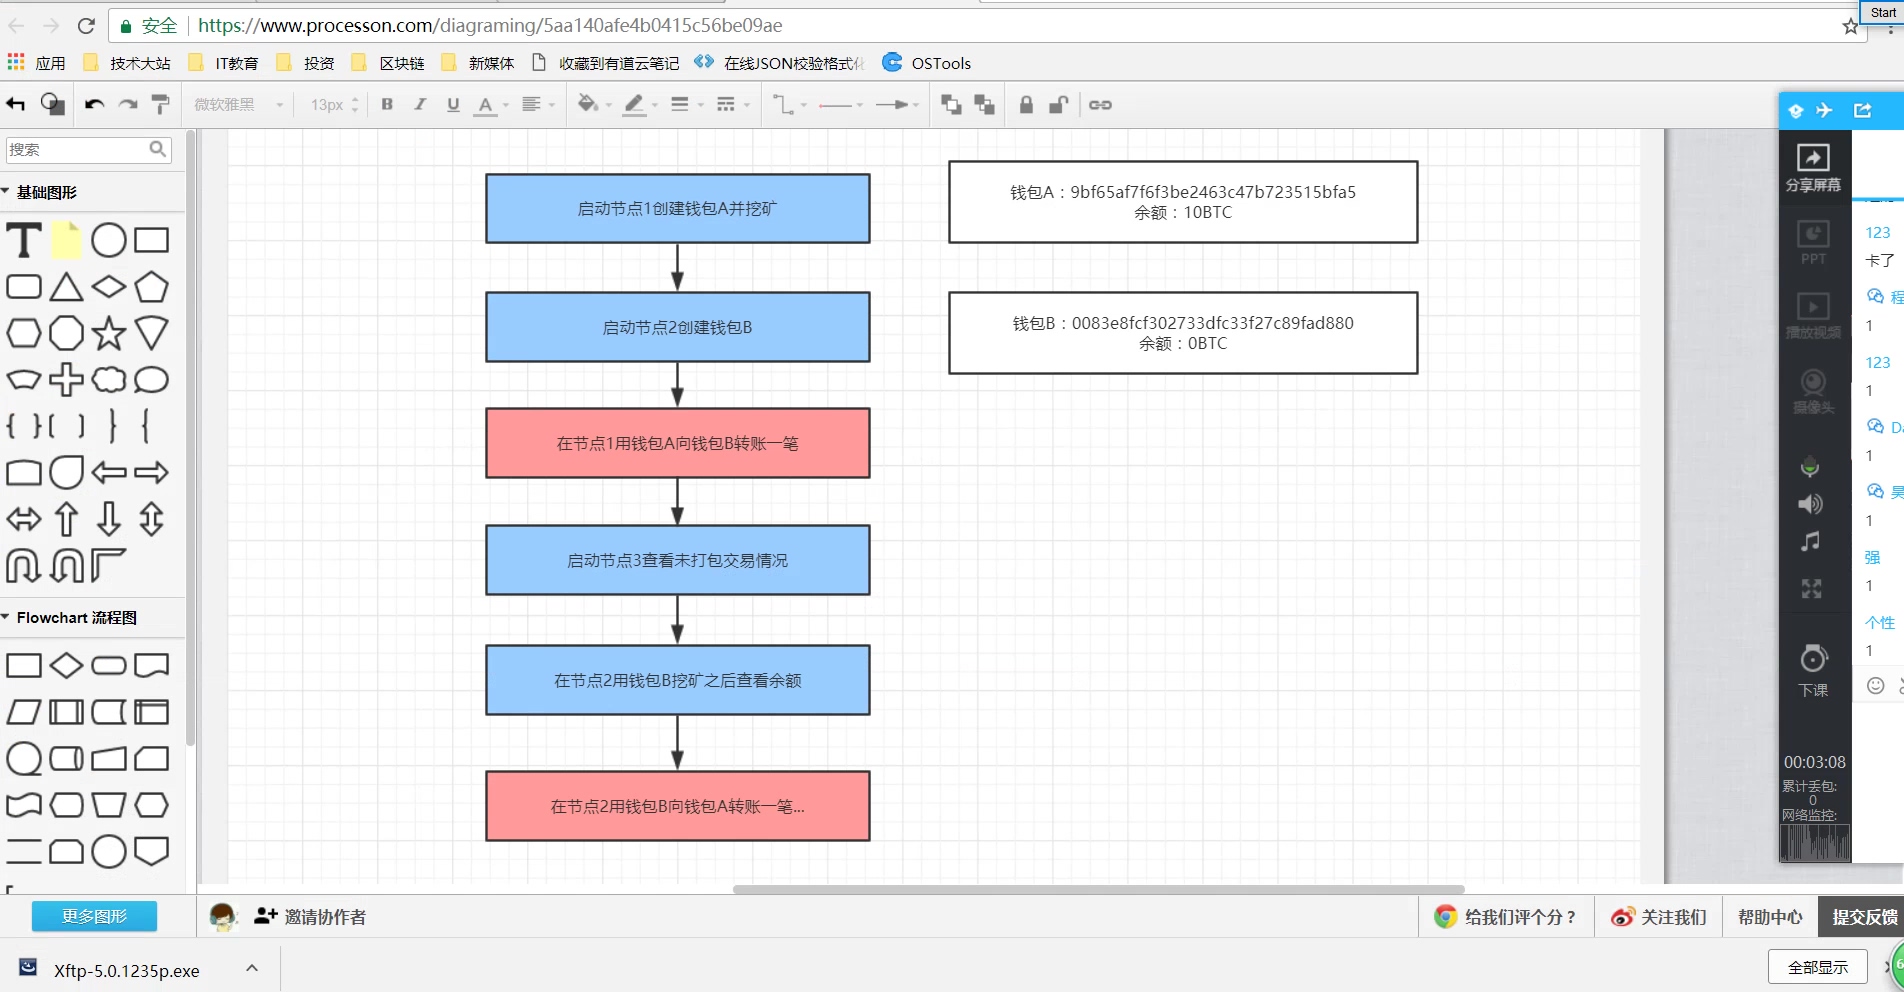 Start
安全
https://www.processon.com/diagraming/5aa140afe4b0415c56be09ae
应用
技术大站
IT教育
投资
区块链
新媒体
收藏到有道云笔记
在线JSON校验格式化
OSTools
微软雅黑
13px
B
I
U
A
搜索
基础图形
T
Flowchart 流程图
更多图形
启动节点1创建钱包A并挖矿
启动节点2创建钱包B
在节点1用钱包A向钱包B转账一笔
启动节点3查看未打包交易情况
在节点2用钱包B挖矿之后查看余额
在节点2用钱包B向钱包A转账一笔...
钱包A：9bf65af7f6f3be2463c47b723515bfa5
余额：10BTC
钱包B：0083e8fcf302733dfc33f27c89fad880
余额：0BTC
分享屏幕
PPT
播放视频
摄像头
下课
00:03:08
累计丢包:
0
网络监控:
123
卡了
程
1
123
1
Da
1
昊
1
强
1
个性
1
邀请协作者
给我们评个分？
关注我们
帮助中心
提交反馈
Xftp-5.0.1235p.exe
全部显示
6